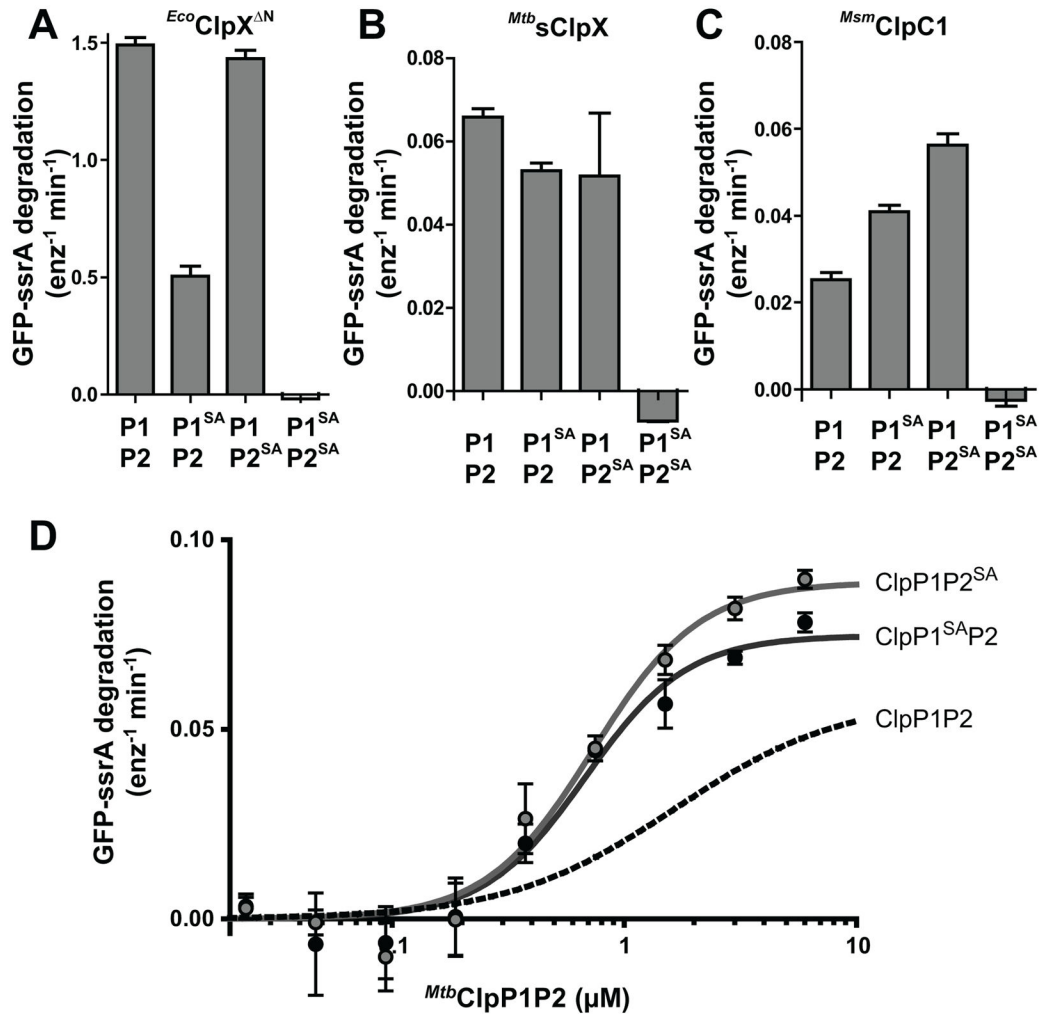 A
EcoClpXΔN
GFP-ssrA degradation
(enz-1 min-1)
1.5
1.0
0.5
0.0
P1 P1SA P1 P1SA
P2 P2 P2SA P2SA
B
MtbsClpX
GFP-ssrA degradation
(enz-1 min-1)
0.08
0.06
0.04
0.02
0.00
P1 P1SA P1 P1SA
P2 P2 P2SA P2SA
C
MsmClpC1
GFP-ssrA degradation
(enz-1 min-1)
0.08
0.06
0.04
0.02
0.00
P1 P1SA P1 P1SA
P2 P2 P2SA P2SA
D
GFP-ssrA degradation
(enz-1 min-1)
0.10
0.05
0.00
ClpP1P2SA
ClpP1SAP2
ClpP1P2
1 10
MtbClpP1P2 (µM)